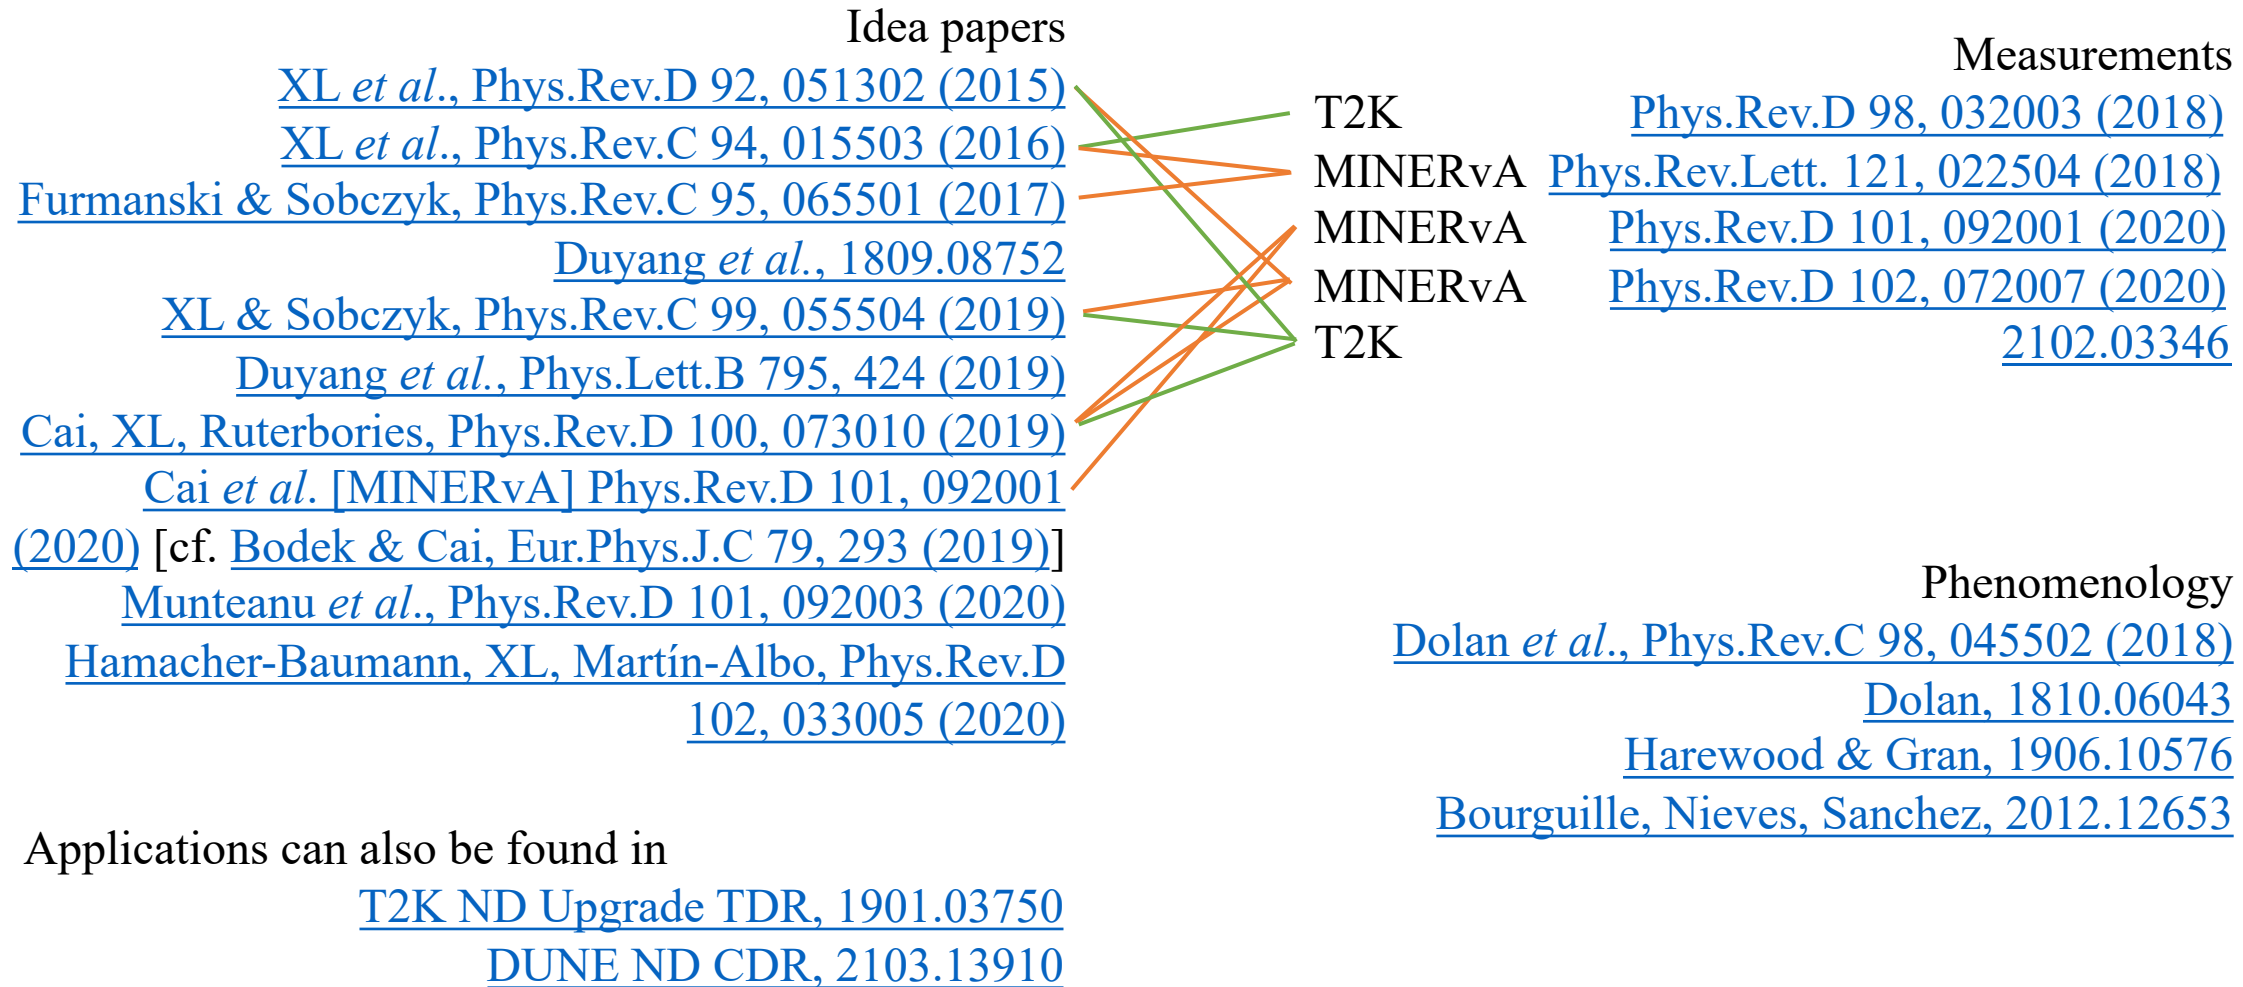 Idea papers
XL et al., Phys.Rev.D 92, 051302 (2015)
XL et al., Phys.Rev.C 94, 015503 (2016)
Furmanski & Sobczyk, Phys.Rev.C 95, 065501 (2017)
Duyang et al., 1809.08752
XL & Sobczyk, Phys.Rev.C 99, 055504 (2019)
Duyang et al., Phys.Lett.B 795, 424 (2019)
Cai, XL, Ruterbories, Phys.Rev.D 100, 073010 (2019)
Cai et al. [MINERvA] Phys.Rev.D 101, 092001
(2020) [cf. Bodek & Cai, Eur.Phys.J.C 79, 293 (2019)]
Munteanu et al., Phys.Rev.D 101, 092003 (2020)
Hamacher-Baumann, XL, Martín-Albo, Phys.Rev.D
102, 033005 (2020)
Applications can also be found in
T2K ND Upgrade TDR, 1901.03750
DUNE ND CDR, 2103.13910
Measurements
T2K Phys.Rev.D 98, 032003 (2018)
MINERvA Phys.Rev.Lett. 121, 022504 (2018)
MINERvA Phys.Rev.D 101, 092001 (2020)
MINERvA Phys.Rev.D 102, 072007 (2020)
T2K 2102.03346
Phenomenology
Dolan et al., Phys.Rev.C 98, 045502 (2018)
Dolan, 1810.06043
Harewood & Gran, 1906.10576
Bourguille, Nieves, Sanchez, 2012.12653